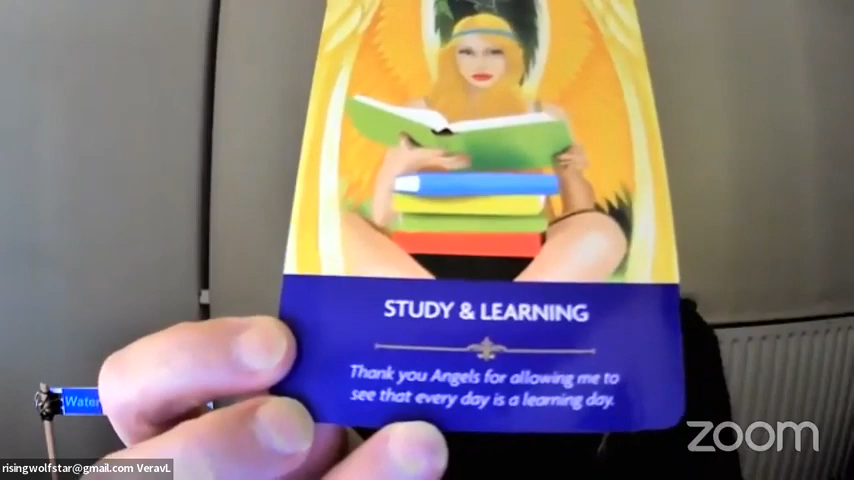 STUDY & LEARNING
Thank you Angels for allowing me to
see that every day is a learning day.
Water
zoom
risingwolfstar@gmail.com VeravL